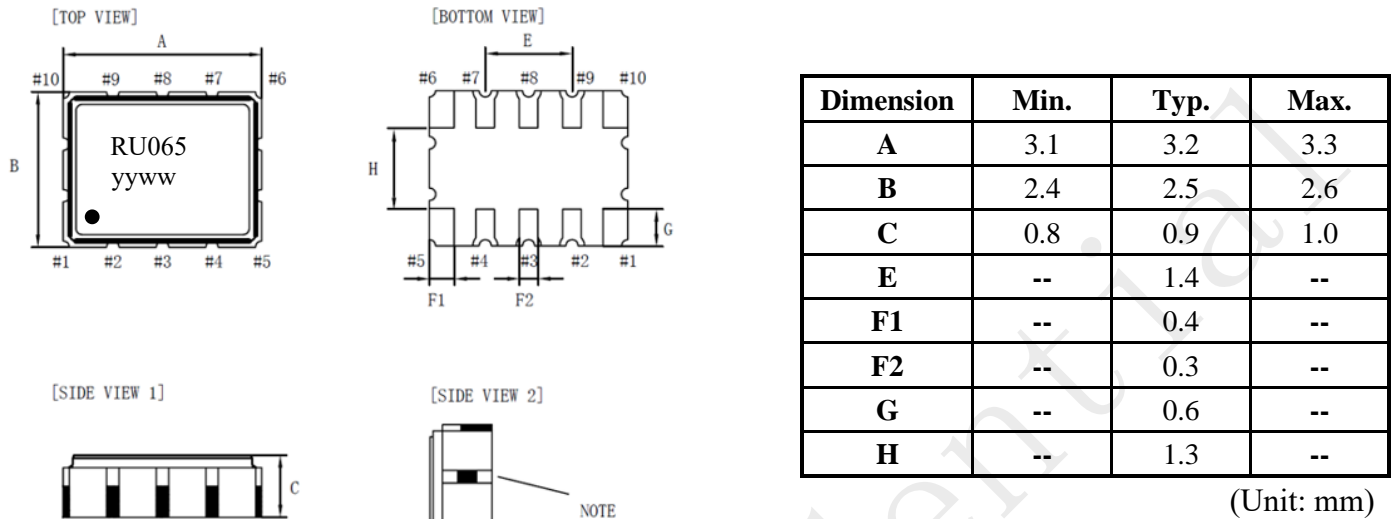 [TOP VIEW]
A
#10 #9 #8 #7 #6
B
RU065
yyww
#1 #2 #3 #4 #5
[BOTTOM VIEW]
E
#6 #7 #8 #9 #10
H
G
#5 #4 #3 #2 #1
F1 F2
[SIDE VIEW 1]
C
[SIDE VIEW 2]
NOTE
Dimension Min. Typ. Max.
A 3.1 3.2 3.3
B 2.4 2.5 2.6
C 0.8 0.9 1.0
E -- 1.4 --
F1 -- 0.4 --
F2 -- 0.3 --
G -- 0.6 --
H -- 1.3 --
(Unit: mm)
dential